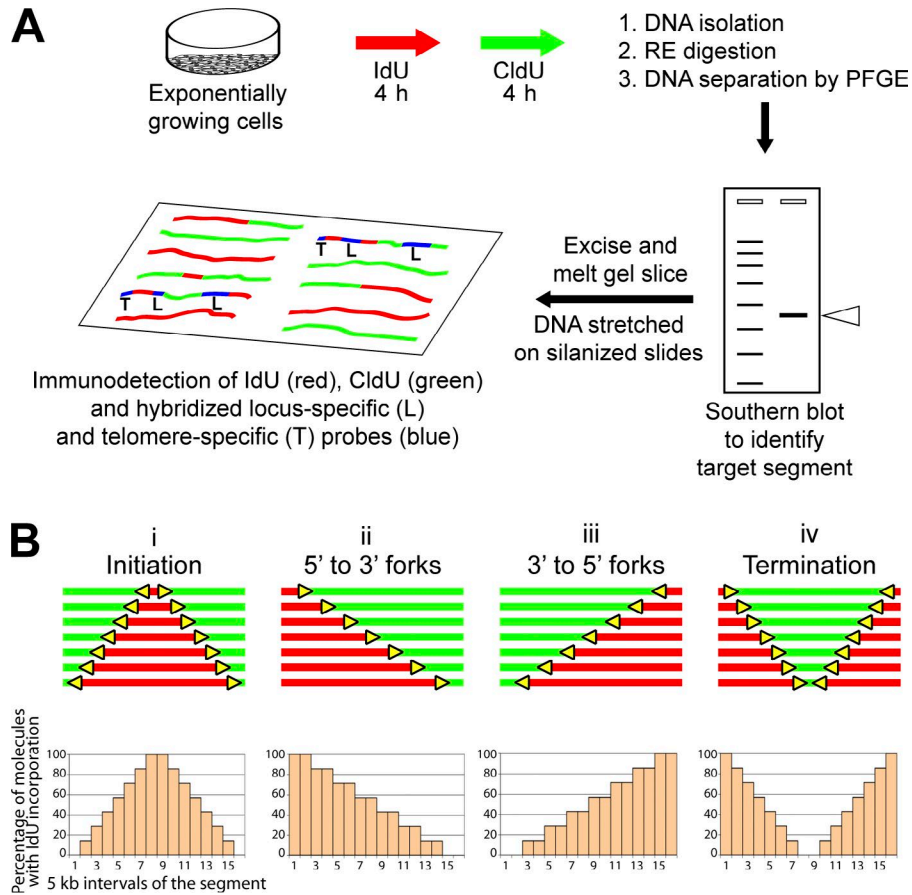 A
Exponentially
growing cells
IdU
4 h
CldU
4 h
1. DNA isolation
2. RE digestion
3. DNA separation by PFGE
T L L
T L L
Immunodetection of IdU (red), CldU (green)
and hybridized locus-specific (L)
and telomere-specific (T) probes (blue)
Excise and
melt gel slice
DNA stretched
on silanized slides
Southern blot
to identify
target segment
B
i
Initiation
ii
5' to 3' forks
iii
3' to 5' forks
iv
Termination
Percentage of molecules
with IdU incorporation
100
80
60
40
20
0
1 3 5 7 9 11 13 15
100
80
60
40
20
0
1 3 5 7 9 11 13 15
100
80
60
40
20
0
1 3 5 7 9 11 13 15
100
80
60
40
20
0
1 3 5 7 9 11 13 15
5 kb intervals of the segment